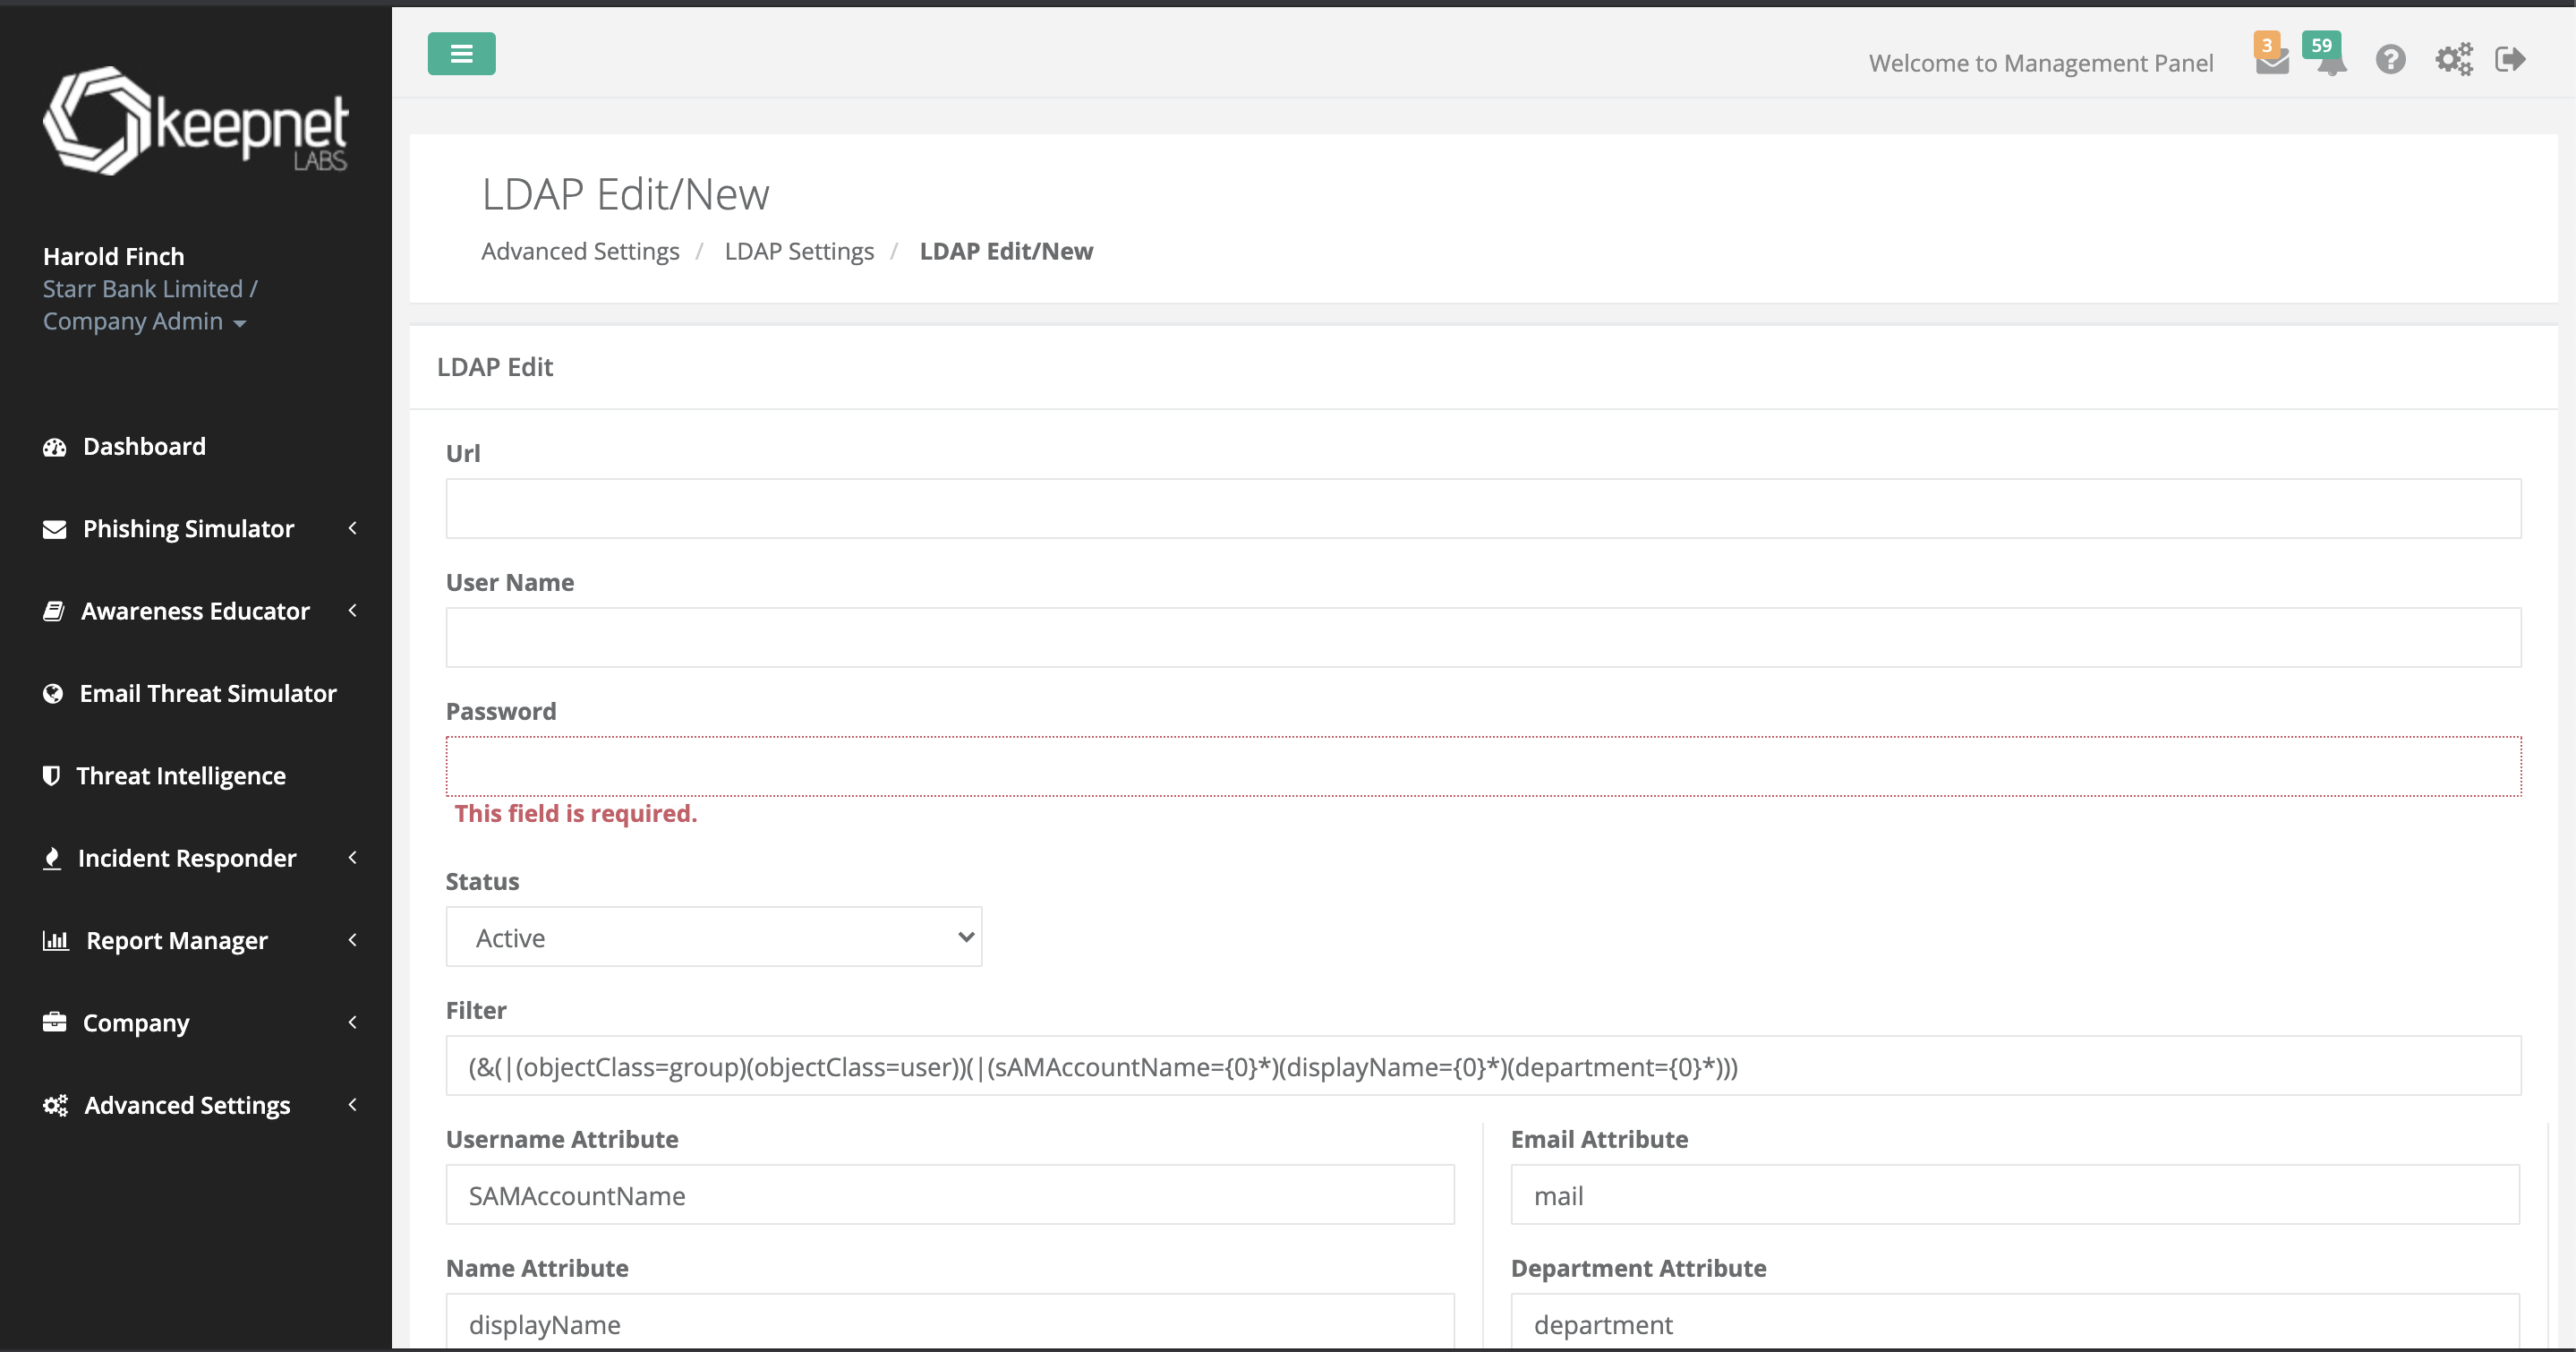 keepnet
LABS
Harold Finch
Starr Bank Limited /
Company Admin
Dashboard
Phishing Simulator
Awareness Educator
Email Threat Simulator
Threat Intelligence
Incident Responder
Report Manager
Company
Advanced Settings
Welcome to Management Panel
3
59
LDAP Edit/New
Advanced Settings / LDAP Settings / LDAP Edit/New
LDAP Edit
Url
User Name
Password
This field is required.
Status
Active
Filter
(&(|(objectClass=group)(objectClass=user))(|(sAMAccountName={0}*)(displayName={0}*)(department={0}*)))
Username Attribute
SAMAccountName
Email Attribute
mail
Name Attribute
displayName
Department Attribute
department